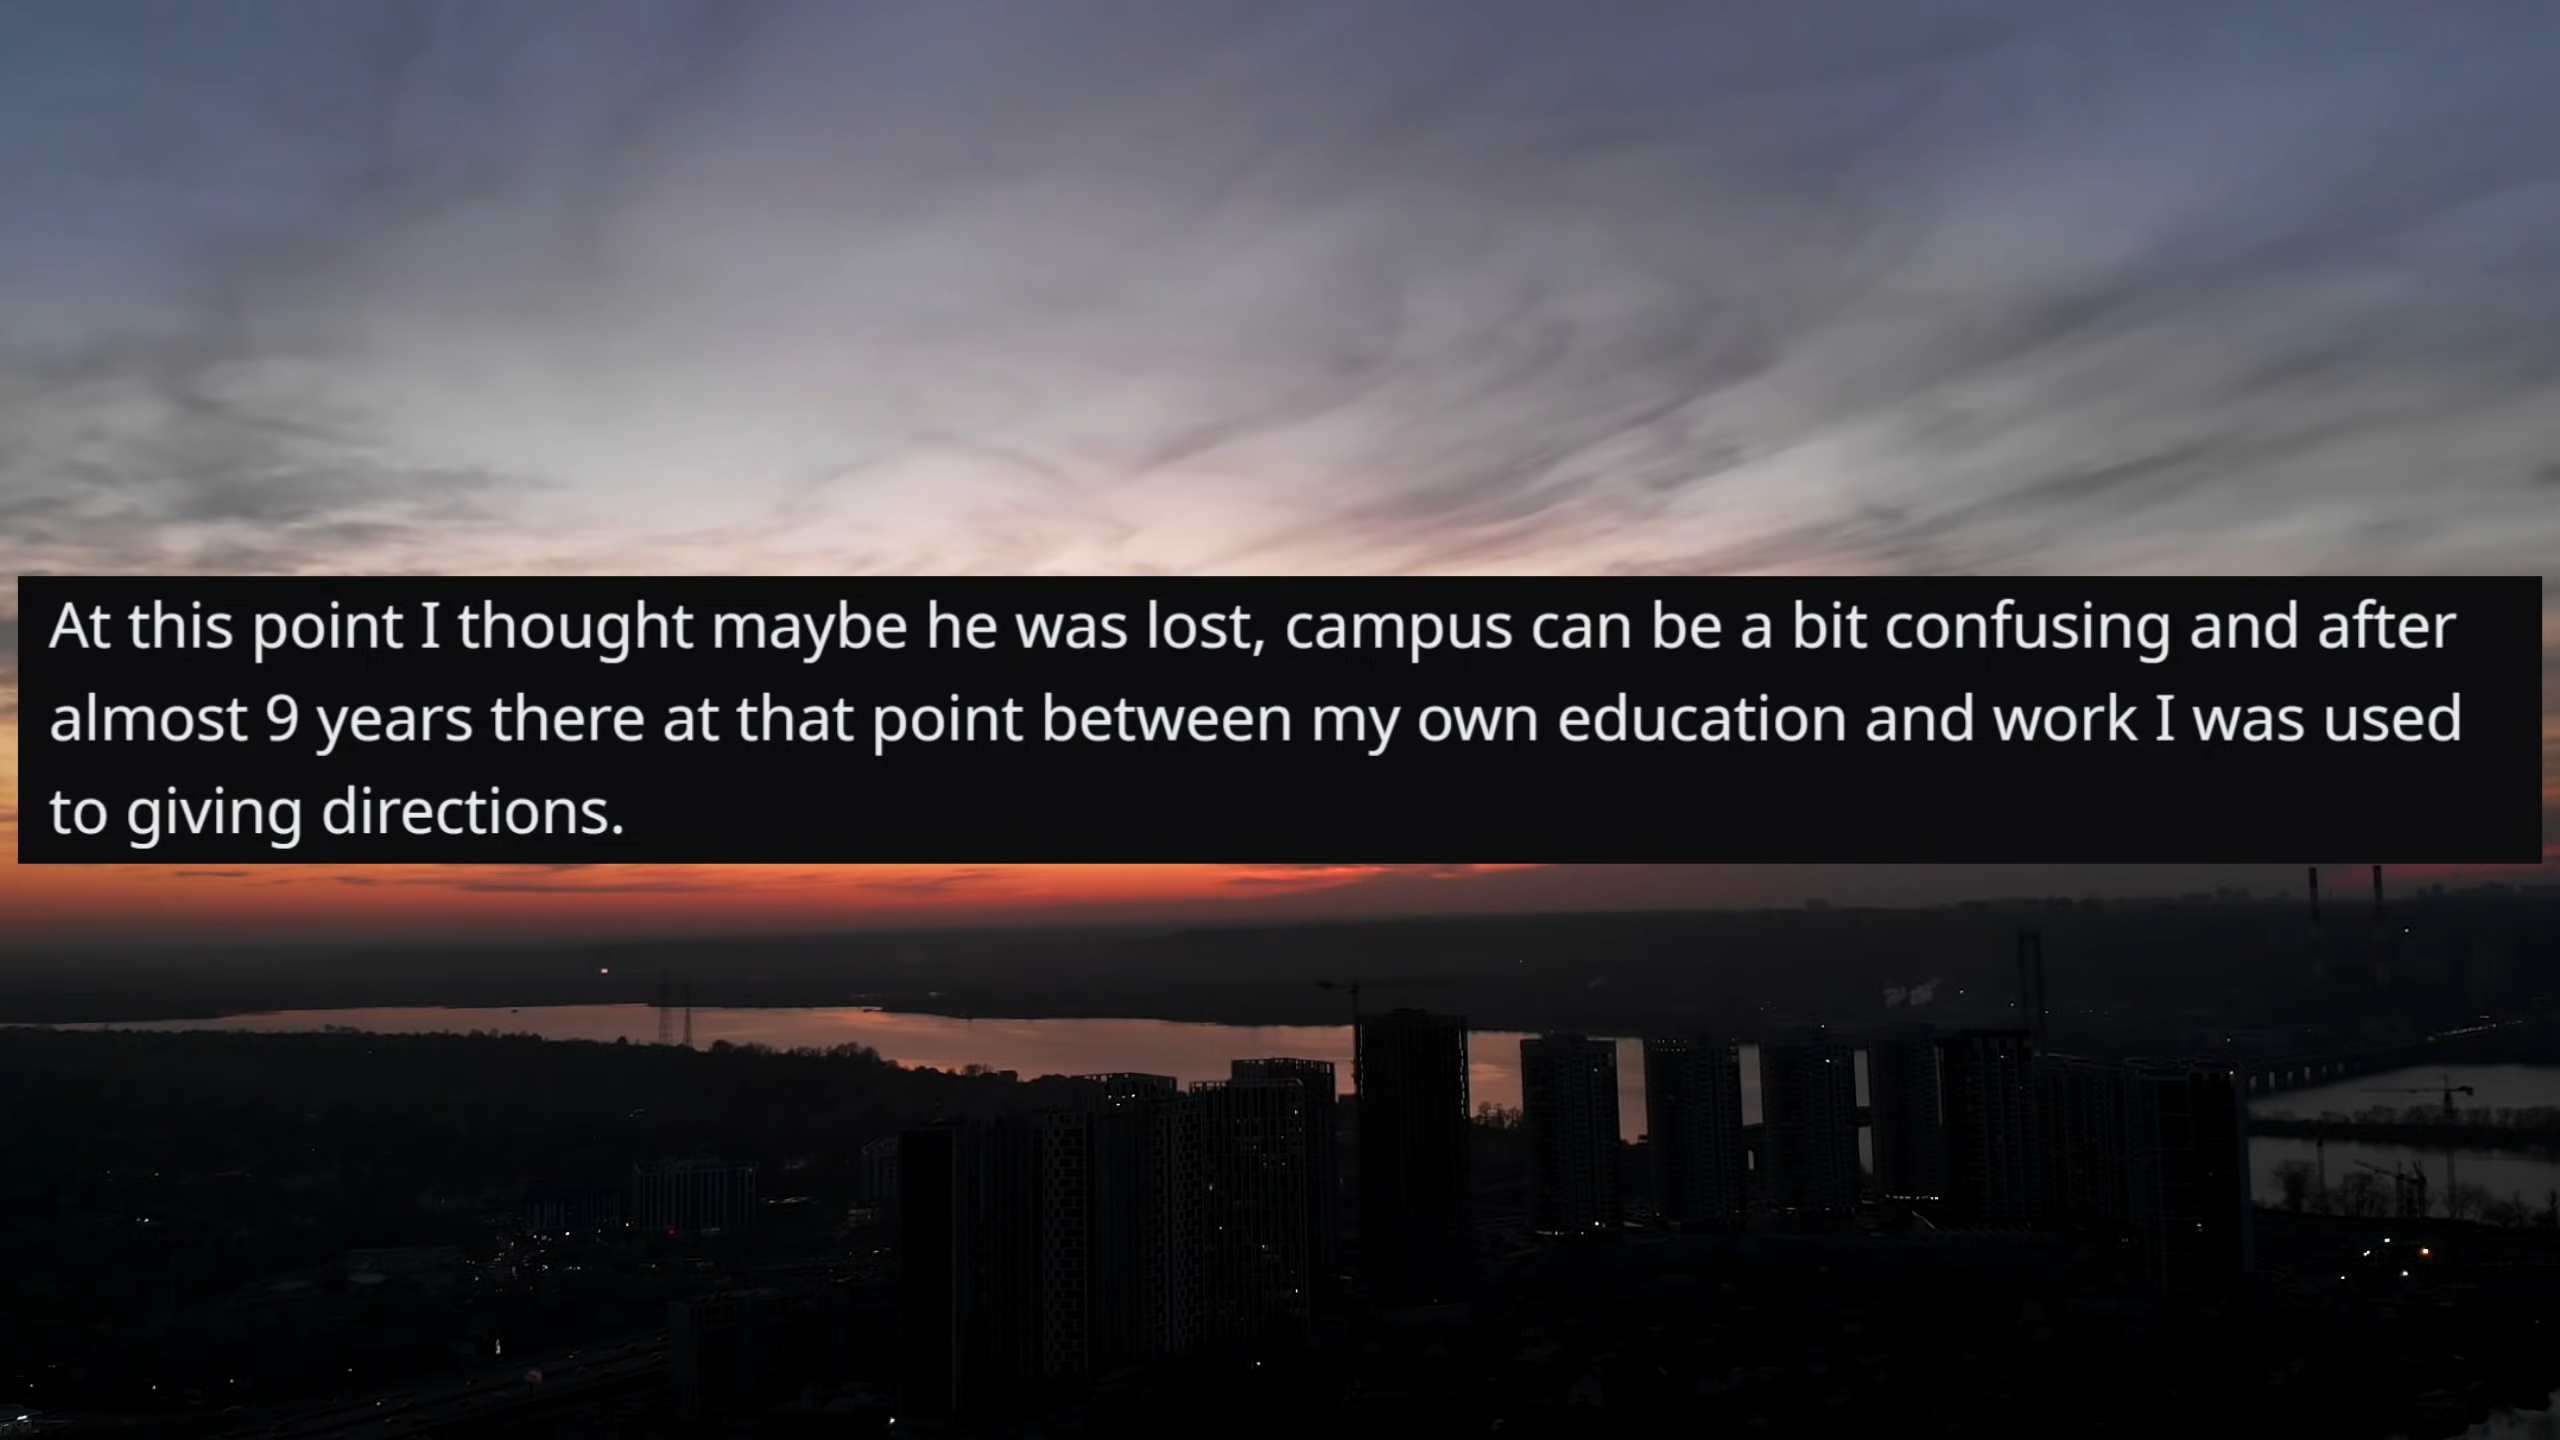 At this point I thought maybe he was lost, campus can be a bit confusing and after
almost 9 years there at that point between my own education and work I was used
to giving directions.